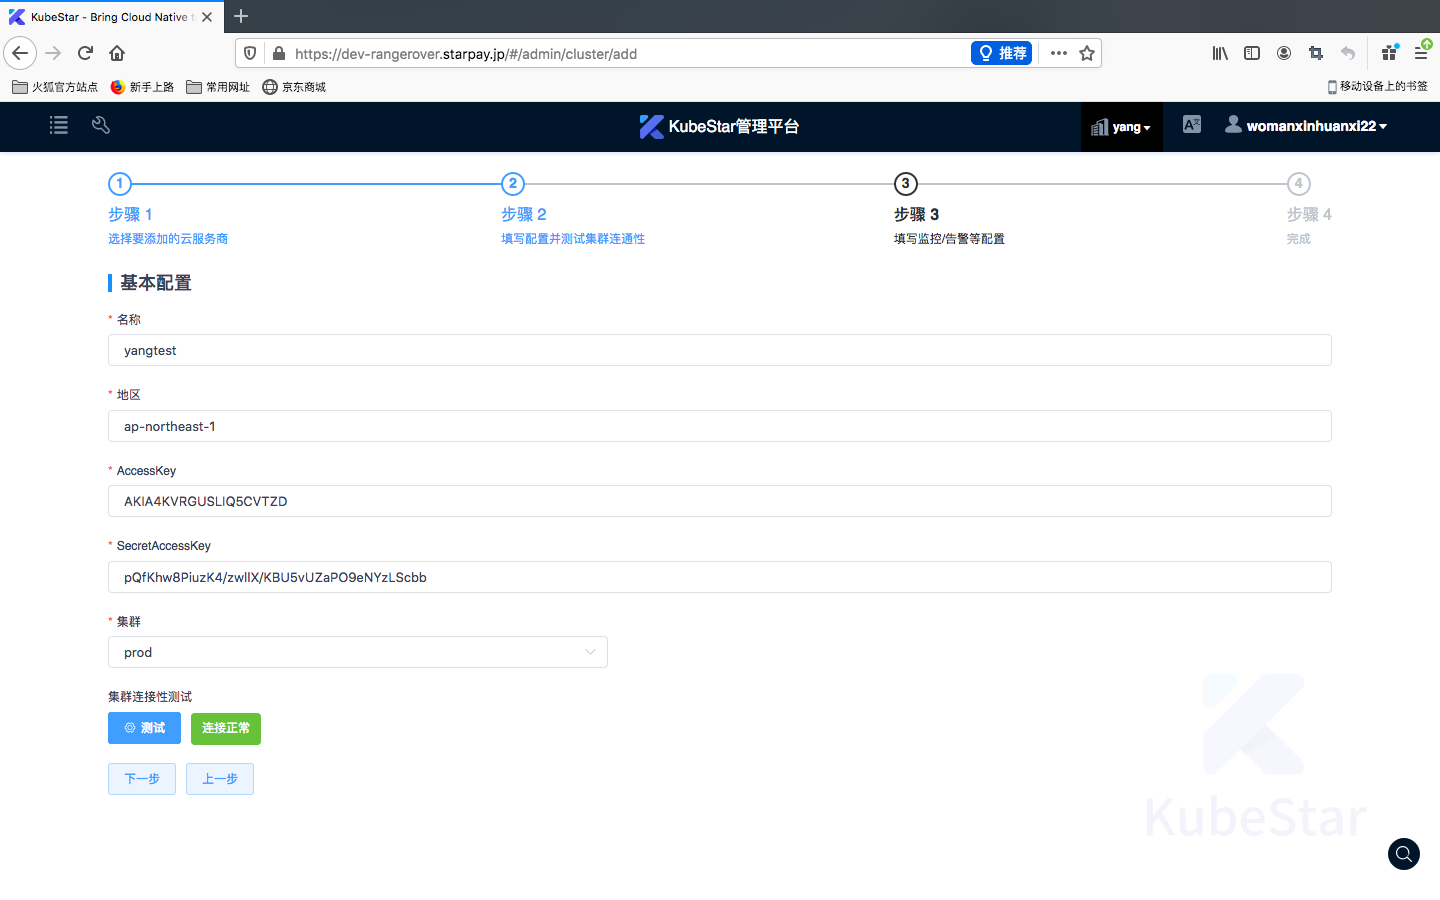 KubeStar - Bring Cloud Native
https://dev-rangerover.starpay.jp/#/admin/cluster/add
推荐
火狐官方站点
新手上路
常用网址
京东商城
移动设备上的书签
KubeStar管理平台
yang
womanxinhuanxi22
1
2
3
4
步骤 1
步骤 2
步骤 3
步骤 4
选择要添加的云服务商
填写配置并测试集群连通性
填写监控/告警等配置
完成
基本配置
* 名称
yangtest
* 地区
ap-northeast-1
* AccessKey
AKIA4KVRGUSLIQ5CVTZD
* SecretAccessKey
* 集群
prod
集群连接性测试
测试
连接正常
下一步
上一步
KubeStar